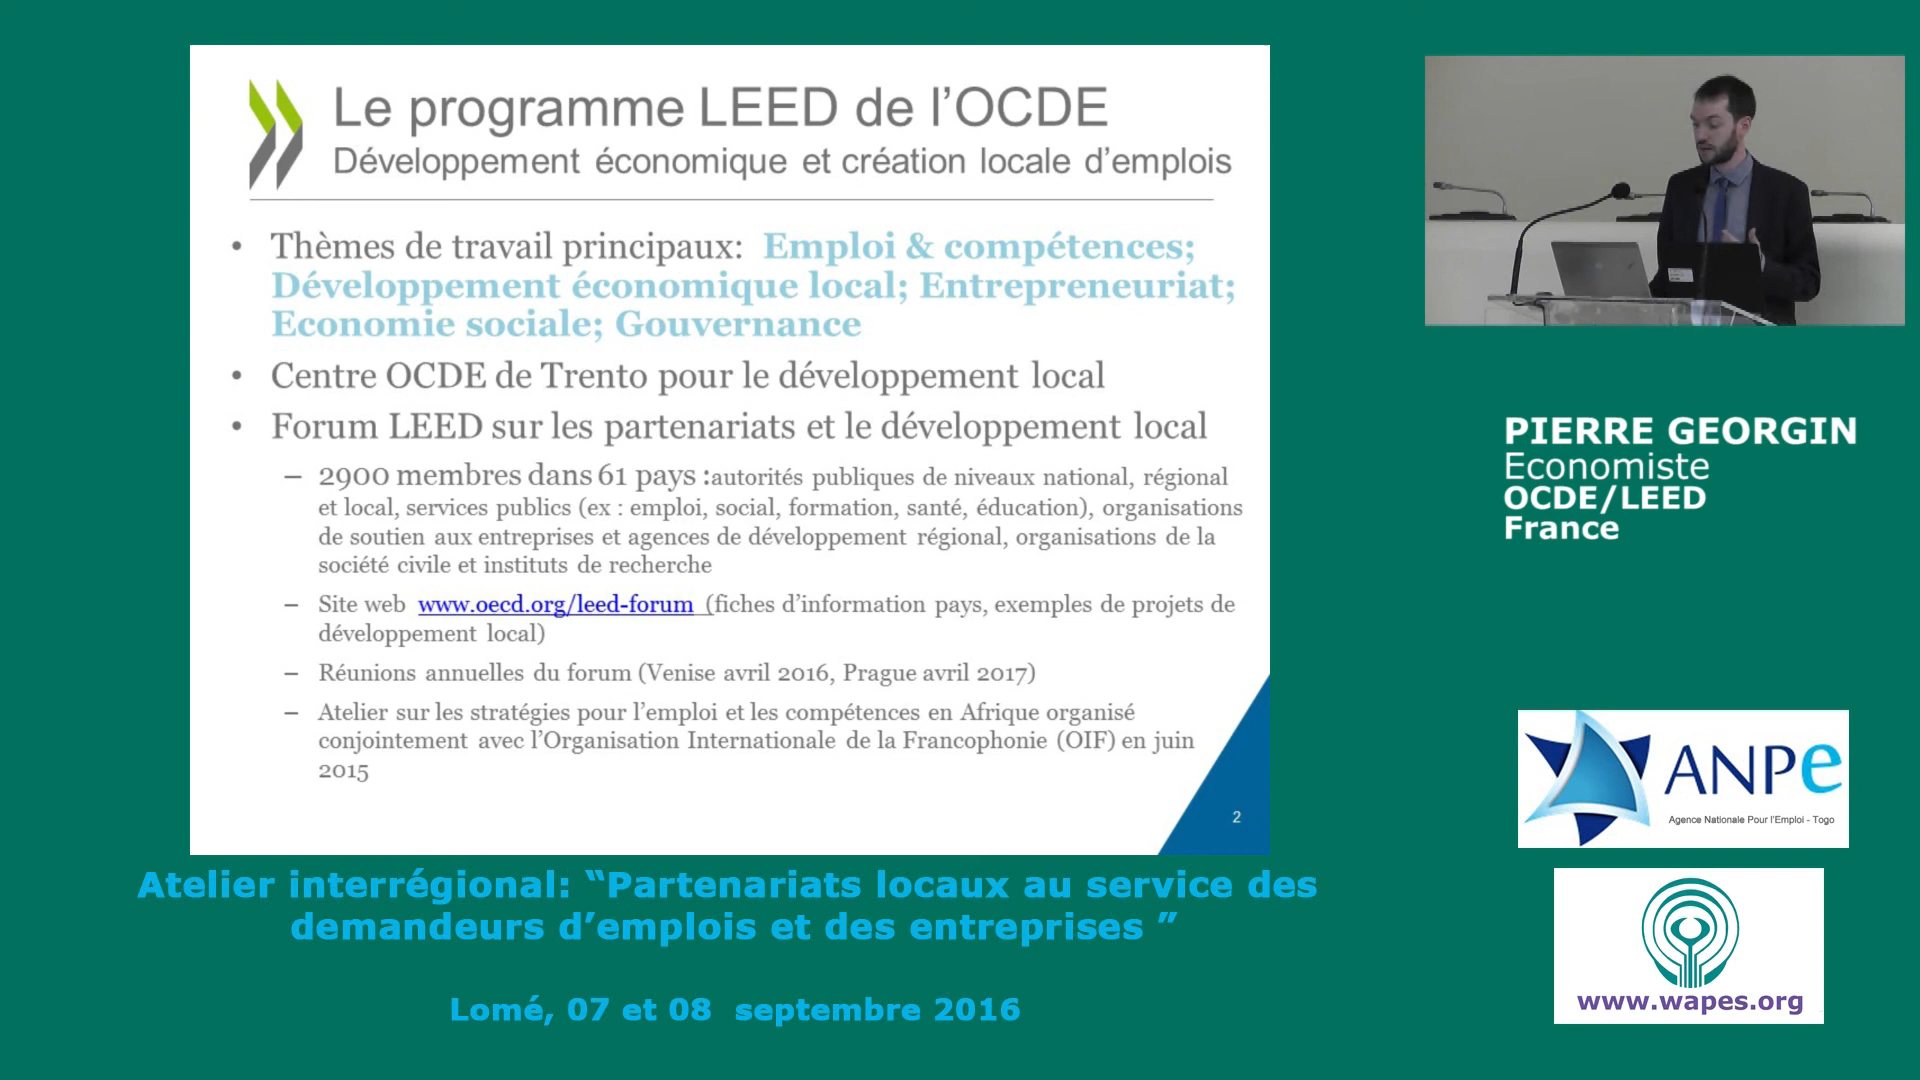 Le programme LEED de l’OCDE
Développement économique et création locale d’emplois
• Thèmes de travail principaux: Emploi & compétences;
Développement économique local; Entrepreneuriat;
Economie sociale; Gouvernance
• Centre OCDE de Trento pour le développement local
• Forum LEED sur les partenariats et le développement local
– 2900 membres dans 61 pays :autorités publiques de niveaux national, régional
et local, services publics (ex : emploi, social, formation, santé, éducation), organisations
de soutien aux entreprises et agences de développement régional, organisations de la
société civile et instituts de recherche
– Site web www.oecd.org/leed-forum (fiches d’information pays, exemples de projets de
développement local)
– Réunions annuelles du forum (Venise avril 2016, Prague avril 2017)
– Atelier sur les stratégies pour l’emploi et les compétences en Afrique organisé
conjointement avec l’Organisation Internationale de la Francophonie (OIF) en juin
2015
2
Atelier interrégional: “Partenariats locaux au service des
demandeurs d’emplois et des entreprises ”
Lomé, 07 et 08 septembre 2016
PIERRE GEORGIN
Economiste
OCDE/LEED
France
ANPe
Agence Nationale Pour l’Emploi - Togo
www.wapes.org